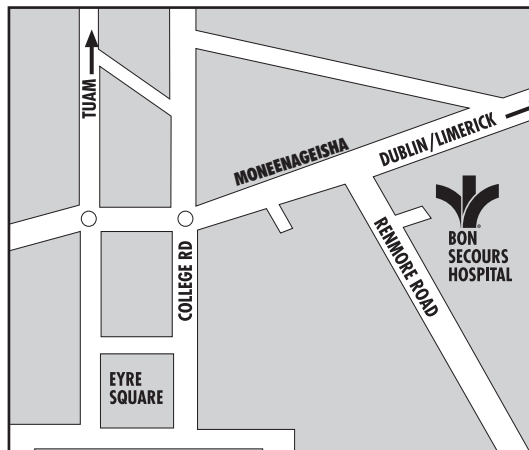 TUAM
MONEENAGEISHA
DUBLIN/LIMERICK
COLLEGE RD
RENMORE ROAD
BON
SECOURS
HOSPITAL
EYRE
SQUARE